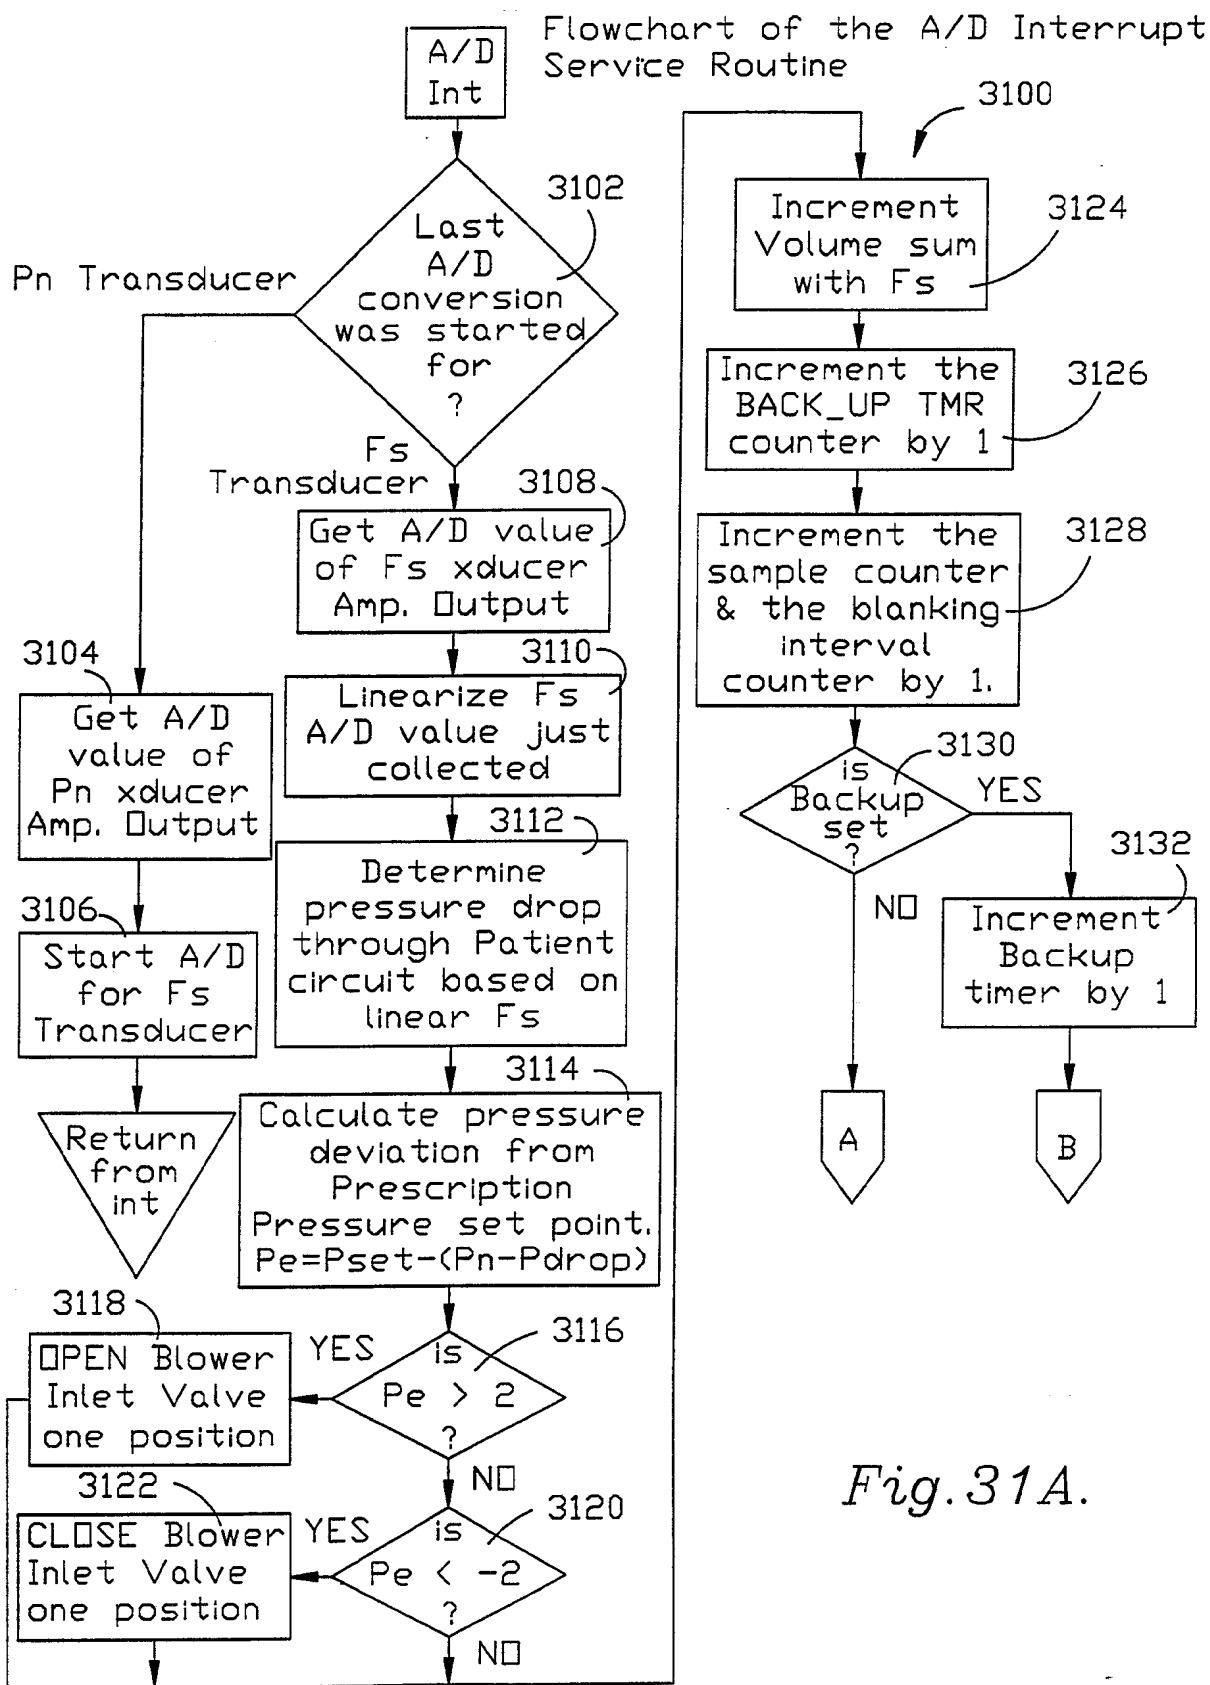 Flowchart of the A/D Interrupt
Service Routine
A/D
Int
3100
3102
Last
A/D
conversion
was started
for
?
Pn Transducer
Fs
Transducer
3104
Get A/D
value of
Pn xducer
Amp. Output
3106
Start A/D
for Fs
Transducer
Return
from
int
3108
Get A/D value
of Fs xducer
Amp. Output
3110
Linearize Fs
A/D value just
collected
3112
Determine
pressure drop
through Patient
circuit based on
linear Fs
3114
Calculate pressure
deviation from
Prescription
Pressure set point.
Pe=Pset-(Pn-Pdrop)
3116
is
Pe > 2
?
YES
NO
3118
OPEN Blower
Inlet Valve
one position
3120
is
Pe < -2
?
YES
NO
3122
CLOSE Blower
Inlet Valve
one position
3124
Increment
Volume sum
with Fs
3126
Increment the
BACK_UP TMR
counter by 1
3128
Increment the
sample counter
& the blanking
interval
counter by 1.
3130
is
Backup
set
?
YES
NO
3132
Increment
Backup
timer by 1
A
B
Fig.31A.